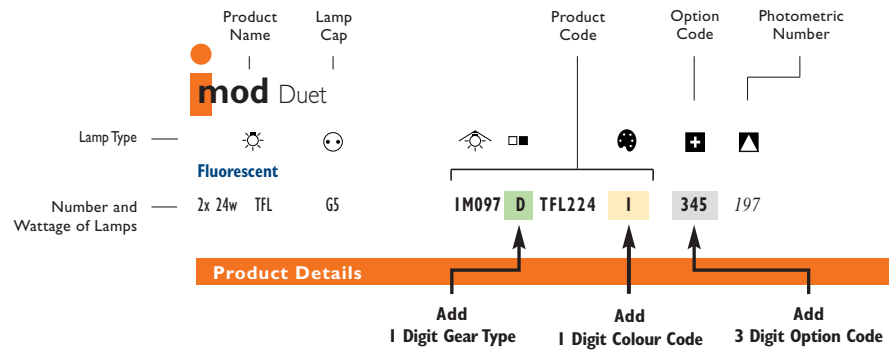 Product Name
Lamp Cap
Product Code
Option Code
Photometric Number
imod Duet
Lamp Type
Fluorescent
Number and Wattage of Lamps
2x 24w TFL G5 IM097 D TFL224 1 345 197
Product Details
Add
1 Digit Gear Type
Add
1 Digit Colour Code
Add
3 Digit Option Code